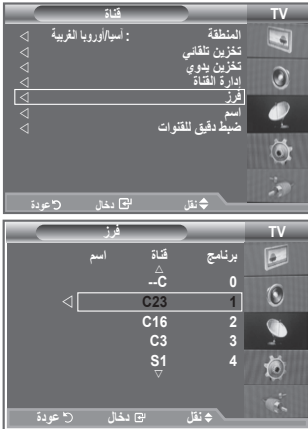 TV
قناة
المنطقة : آسيا/أوروبا الغربية
تخزين تلقائي
تخزين يدوي
إدارة القناة
فرز
اسم
ضبط دقيق للقنوات
نقل دخال عودة
TV
فرز
برنامج قناة اسم
0 C--
1 C23
2 C16
3 C3
4 S1
نقل دخال عودة